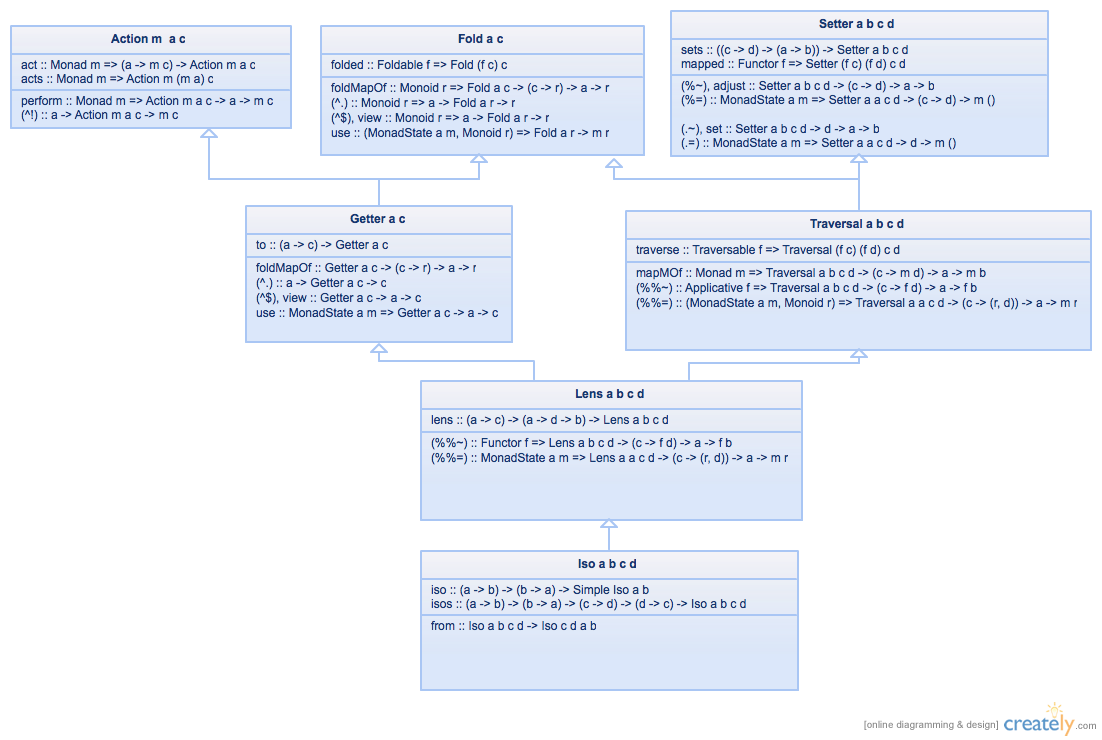 Action m a c
act :: Monad m => (a -> m c) -> Action m a c
acts :: Monad m => Action m (m a) c
perform :: Monad m => Action m a c -> a -> m c
(^!) :: a -> Action m a c -> m c
Fold a c
folded :: Foldable f => Fold (f c) c
foldMapOf :: Monoid r => Fold a c -> (c -> r) -> a -> r
(^.) :: Monoid r => a -> Fold a r -> r
(^$), view :: Monoid r => a -> Fold a r -> r
use :: (MonadState a m, Monoid r) => Fold a r -> m r
Setter a b c d
sets :: ((c -> d) -> (a -> b)) -> Setter a b c d
mapped :: Functor f => Setter (f c) (f d) c d
(%~), adjust :: Setter a b c d -> (c -> d) -> a -> b
(%=) :: MonadState a m => Setter a a c d -> (c -> d) -> m ()
(.~), set :: Setter a b c d -> d -> a -> b
(.=) :: MonadState a m => Setter a a c d -> d -> m ()
Getter a c
to :: (a -> c) -> Getter a c
foldMapOf :: Getter a c -> (c -> r) -> a -> r
(^.) :: a -> Getter a c -> c
(^$), view :: Getter a c -> a -> c
use :: MonadState a m => Getter a c -> a -> c
Traversal a b c d
traverse :: Traversable f => Traversal (f c) (f d) c d
mapMOf :: Monad m => Traversal a b c d -> (c -> m d) -> a -> m b
(%%~) :: Applicative f => Traversal a b c d -> (c -> f d) -> a -> f b
(%%=) :: (MonadState a m, Monoid r) => Traversal a a c d -> (c -> (r, d)) -> a -> m r
Lens a b c d
lens :: (a -> c) -> (a -> d -> b) -> Lens a b c d
(%%~) :: Functor f => Lens a b c d -> (c -> f d) -> a -> f b
(%%=) :: MonadState a m => Lens a a c d -> (c -> (r, d)) -> a -> m r
Iso a b c d
iso :: (a -> b) -> (b -> a) -> Simple Iso a b
isos :: (a -> b) -> (b -> a) -> (c -> d) -> (d -> c) -> Iso a b c d
from :: Iso a b c d -> Iso c d a b
[online diagramming & design] creately.com